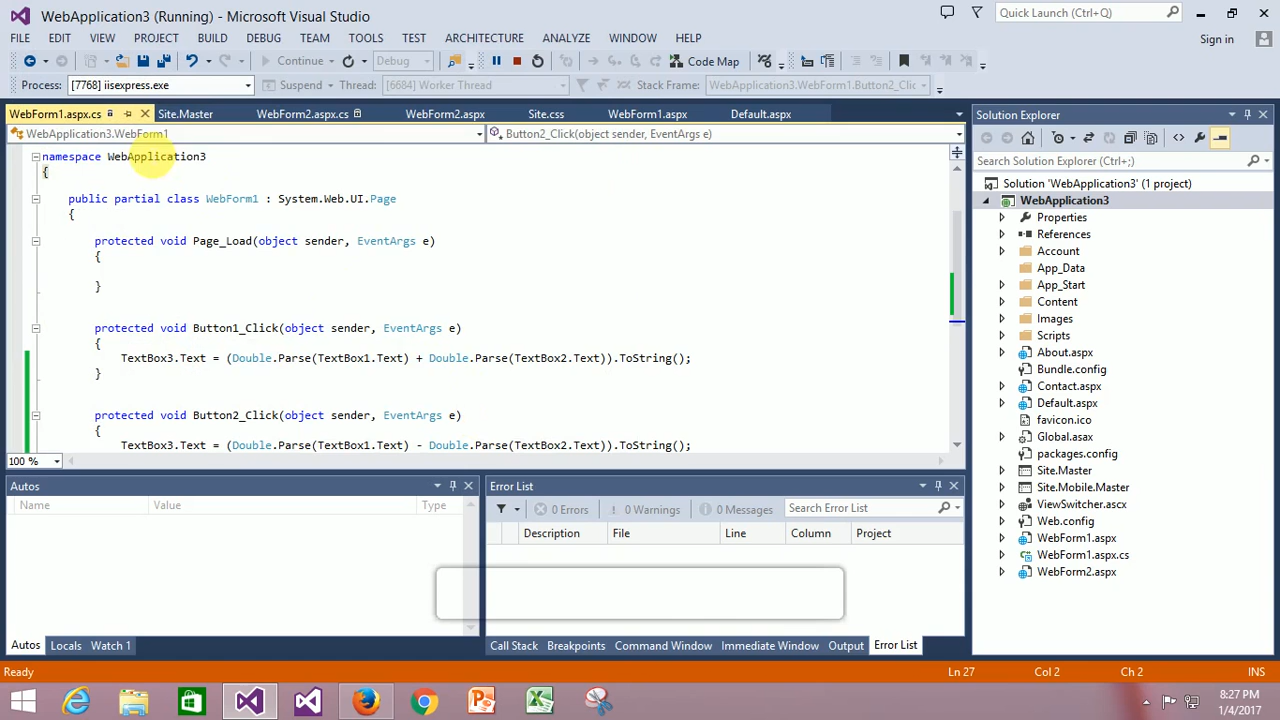 WebApplication3 (Running) - Microsoft Visual Studio
Quick Launch (Ctrl+Q)
FILE EDIT VIEW PROJECT BUILD DEBUG TEAM TOOLS TEST ARCHITECTURE ANALYZE WINDOW HELP
Sign in
Continue Debug Code Map
Process: [7768] iisexpress.exe Suspend Thread: [6684] Worker Thread Stack Frame: WebApplication3.WebForm1.Button2_Click
WebForm1.aspx.cs Site.Master WebForm2.aspx.cs WebForm2.aspx Site.css WebForm1.aspx Default.aspx
WebApplication3.WebForm1 Button2_Click(object sender, EventArgs e)
namespace WebApplication3
{
public partial class WebForm1 : System.Web.UI.Page
{
protected void Page_Load(object sender, EventArgs e)
{
}
protected void Button1_Click(object sender, EventArgs e)
{
TextBox3.Text = (Double.Parse(TextBox1.Text) + Double.Parse(TextBox2.Text)).ToString();
}
protected void Button2_Click(object sender, EventArgs e)
{
TextBox3.Text = (Double.Parse(TextBox1.Text) - Double.Parse(TextBox2.Text)).ToString();
100 %
Autos
Name Value Type
Autos Locals Watch 1
Error List
0 Errors 0 Warnings 0 Messages Search Error List
Description File Line Column Project
Call Stack Breakpoints Command Window Immediate Window Output Error List
Solution Explorer
Search Solution Explorer (Ctrl+;)
Solution 'WebApplication3' (1 project)
WebApplication3
Properties
References
Account
App_Data
App_Start
Content
Images
Scripts
About.aspx
Bundle.config
Contact.aspx
Default.aspx
favicon.ico
Global.asax
packages.config
Site.Master
Site.Mobile.Master
ViewSwitcher.ascx
Web.config
WebForm1.aspx
WebForm1.aspx.cs
WebForm2.aspx
Ready Ln 27 Col 2 Ch 2 INS
8:27 PM
1/4/2017